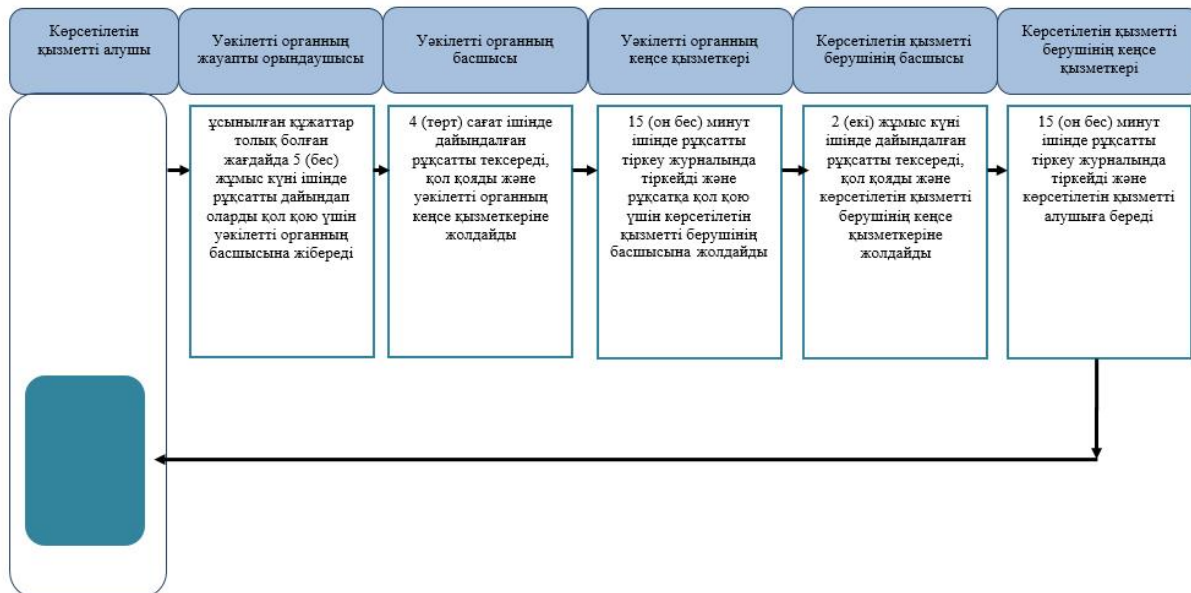 Көрсетілетін
қызметті алушы
Уәкілетті органның
жауапты орындаушысы
Уәкілетті органның
басшысы
Уәкілетті органның
кеңсе қызметкері
Көрсетілетін қызметті
берушінің басшысы
Көрсетілетін қызметті
берушінің кеңсе
қызметкері
ұсынылған құжаттар
толық болған
жағдайда 5 (бес)
жұмыс күні ішінде
рұқсатты дайындап
оларды қол қою үшін
уәкілетті органның
басшысына жібереді
4 (төрт) сағат ішінде
дайындалған
рұқсатты тексереді,
қол қояды және
уәкілетті органның
кеңсе қызметкеріне
жолдайды
15 (он бес) минут
ішінде рұқсатты
тіркеу журналында
тіркейді және
рұқсатқа қол қою
үшін көрсетілетін
қызметті берушінің
басшысына жолдайды
2 (екі) жұмыс күні
ішінде дайындалған
рұқсатты тексереді,
қол қояды және
көрсетілетін қызметті
берушінің кеңсе
қызметкеріне
жолдайды
15 (он бес) минут
ішінде рұқсатты
тіркеу журналында
тіркейді және
көрсетілетін қызметті
алушыға береді